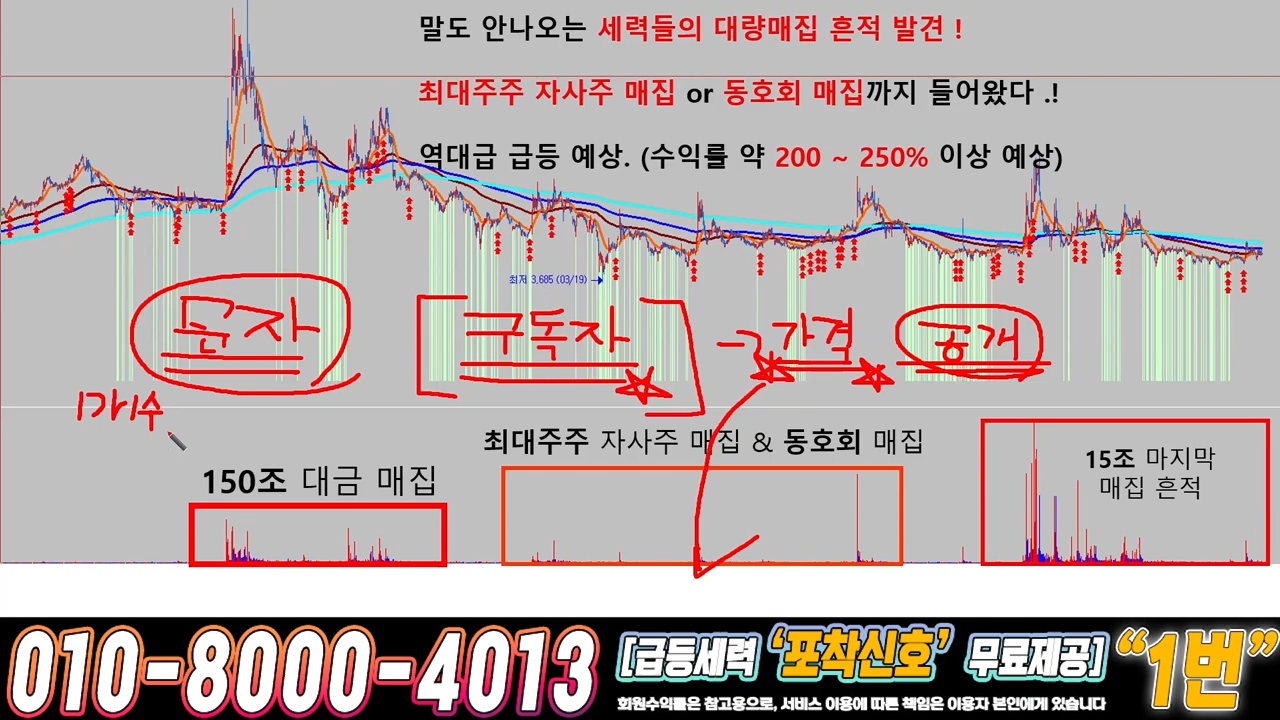 말도 안나오는 세력들의 대량매집 흔적 발견 !
최대주주 자사주 매집 or 동호회 매집까지 들어왔다 .!
역대급 급등 예상. (수익률 약 200 ~ 250% 이상 예상)
최저 3,685 (03/19)
문자
구독자
가격
공개
최대주주 자사주 매집 & 동호회 매집
150조 대금 매집
15조 마지막
매집 흔적
010-8000-4013
[급등세력 '포착신호' 무료제공] "1번"
회원수익률은 참고용으로, 서비스 이용에 따른 책임은 이용자 본인에게 있습니다